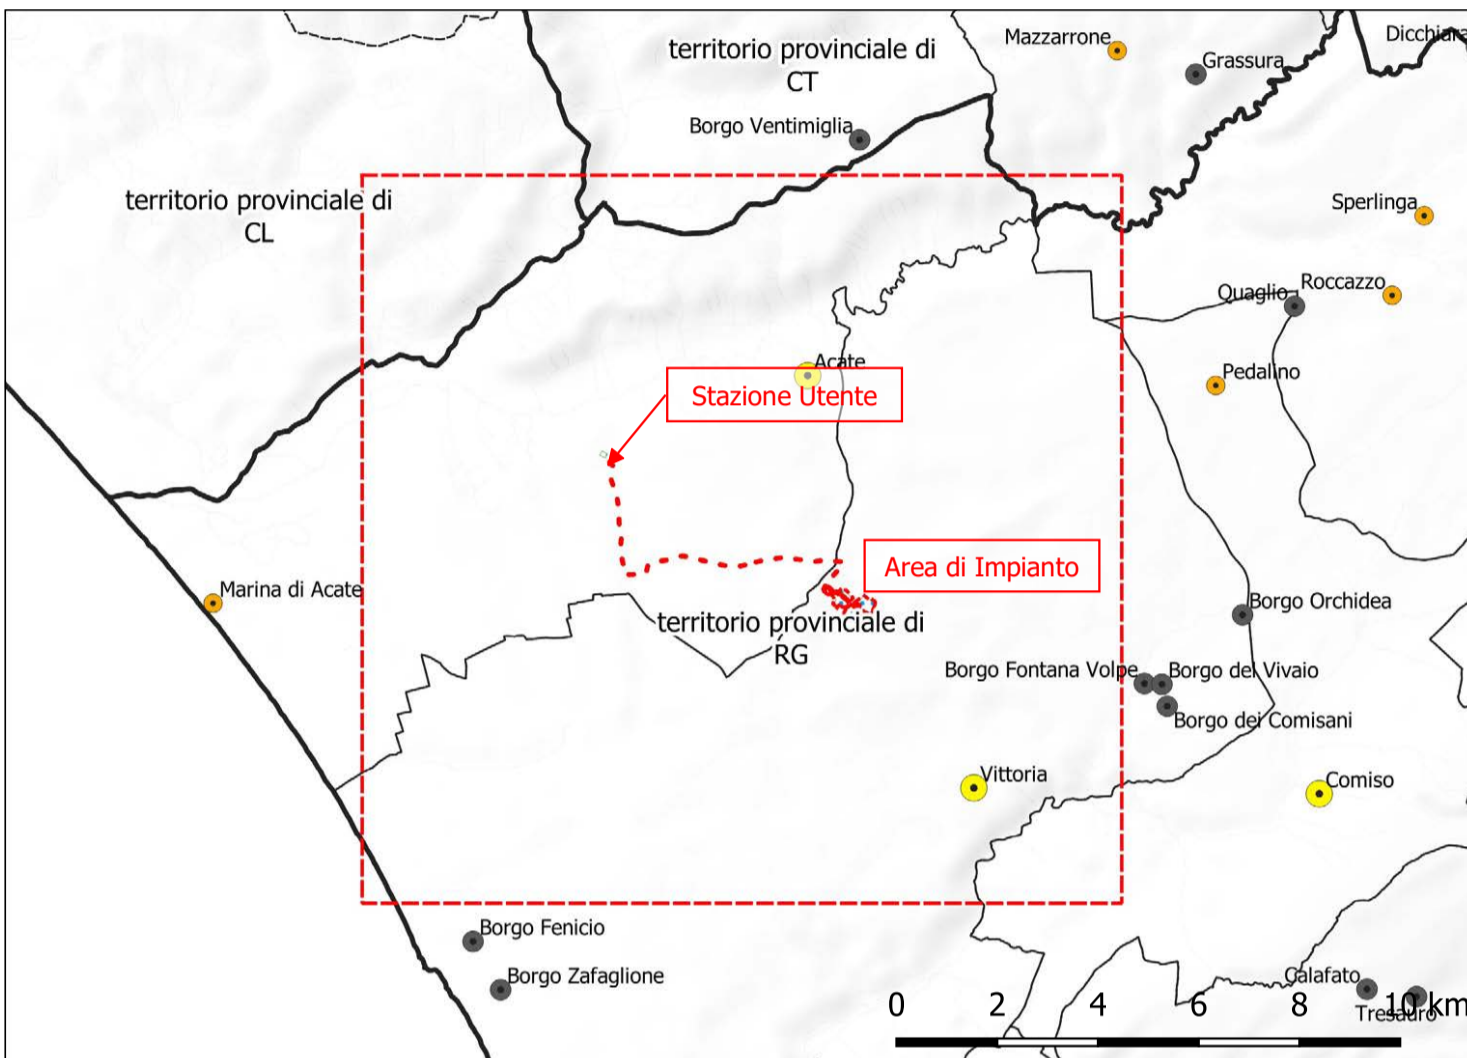 territorio provinciale di
CT
Mazzarrone
Dicchiara
Grassura
Borgo Ventimiglia
territorio provinciale di
CL
Sperlinga
Roccazzo
Quaglio
Acate
Pedalino
Stazione Utente
Area di Impianto
Marina di Acate
Borgo Orchidea
territorio provinciale di
RG
Borgo Fontana Volpe
Borgo del Vivaio
Borgo dei Comisani
Vittoria
Comiso
Borgo Fenicio
Borgo Zafaglione
Calafato
Tresauro
0 2 4 6 8 10 km